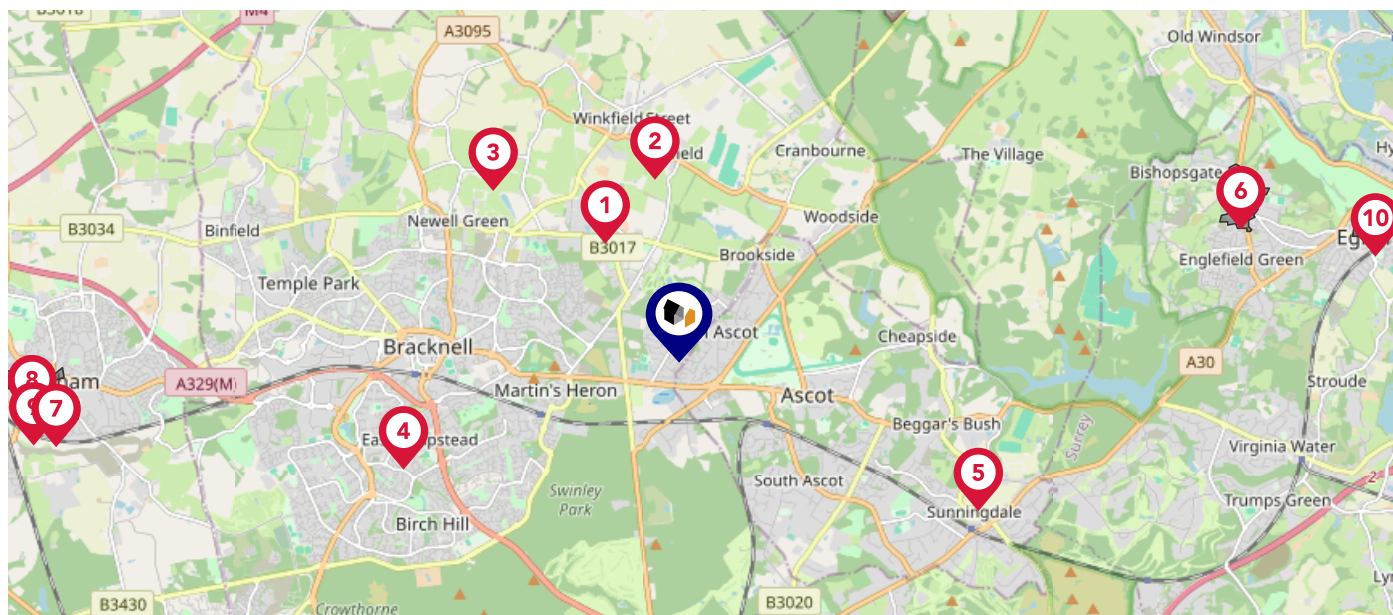 B3018
M4
A3095
Old Windsor
Winkfield Street
2
3
Cranbourne
The Village
Bishopsgate
6
1
Newell Green
Woodside
10
B3034
Binfield
B3017
Brookside
Englefield Green
Temple Park
Ascot
Cheapside
Bracknell
A30
8
A329(M)
Martin's Heron
Ascot
Stroude
9
7
4
Beggar's Bush
Surrey
Virginia Water
5
South Ascot
Swinley
Park
Trumps Green
Birch Hill
Sunningdale
B3430
Crowthorne
B3020